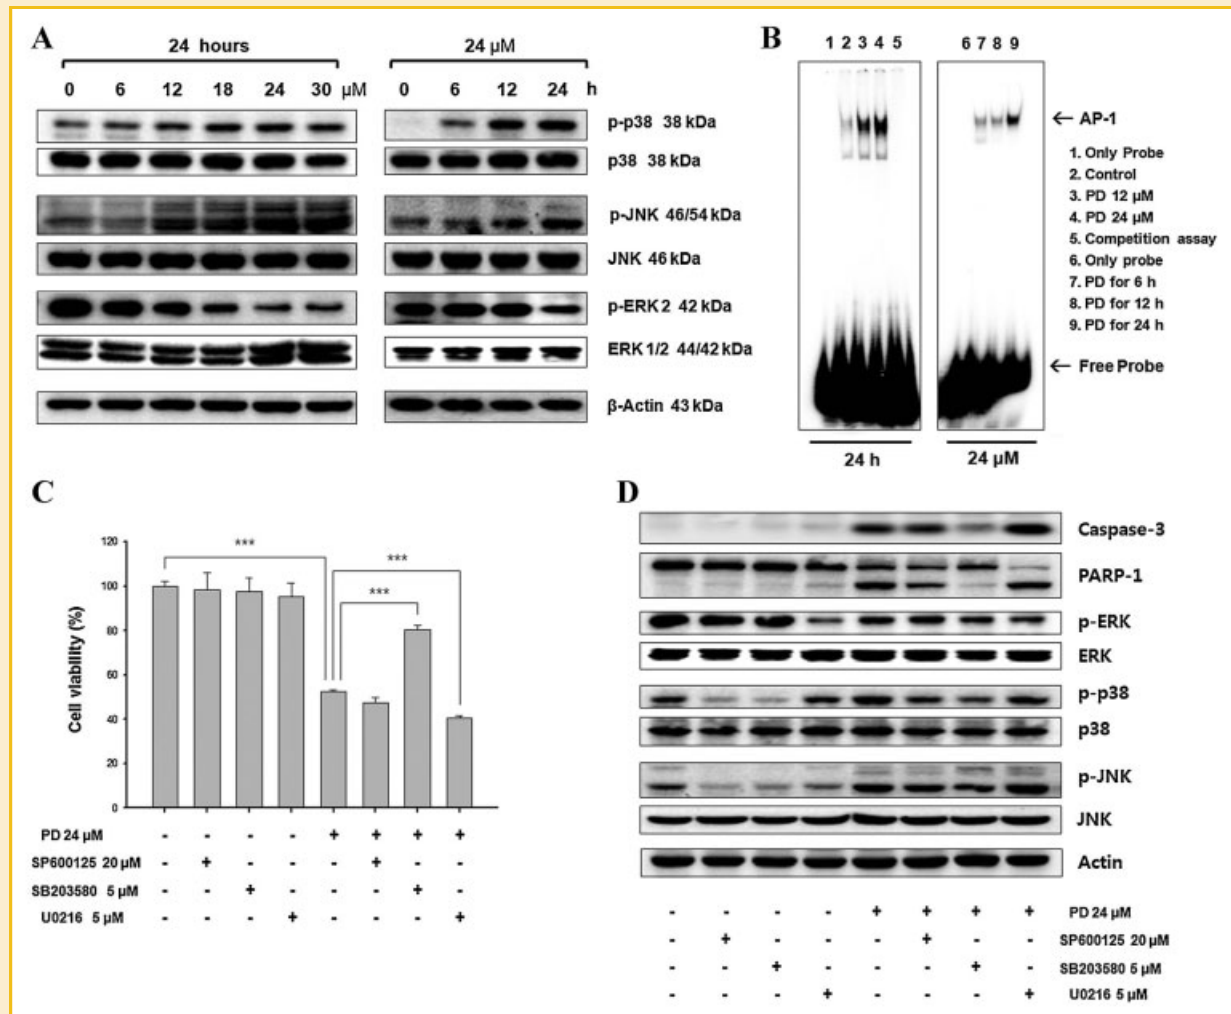 A
24 hours
24 µM
0 6 12 18 24 30 µM
0 6 12 24 h
p-p38 38 kDa
p38 38 kDa
p-JNK 46/54 kDa
JNK 46 kDa
p-ERK 2 42 kDa
ERK 1/2 44/42 kDa
β-Actin 43 kDa
B
1 2 3 4 5
6 7 8 9
← AP-1
1. Only Probe
2. Control
3. PD 12 µM
4. PD 24 µM
5. Competition assay
6. Only probe
7. PD for 6 h
8. PD for 12 h
9. PD for 24 h
← Free Probe
24 h
24 µM
C
Cell viability (%)
120
100
80
60
40
20
0
***
***
***
PD 24 µM - - - - + + + +
SP600125 20 µM - + - - - + - -
SB203580 5 µM - - + - - - + -
U0216 5 µM - - - + - - - +
D
Caspase-3
PARP-1
p-ERK
ERK
p-p38
p38
p-JNK
JNK
Actin
- - - - + + + + PD 24 µM
- + - - - + - - SP600125 20 µM
- - + - - - + - SB203580 5 µM
- - - + - - - + U0216 5 µM